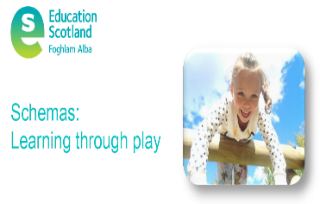 Education
Scotland
Foghlam Alba
Schemas:
Learning through play